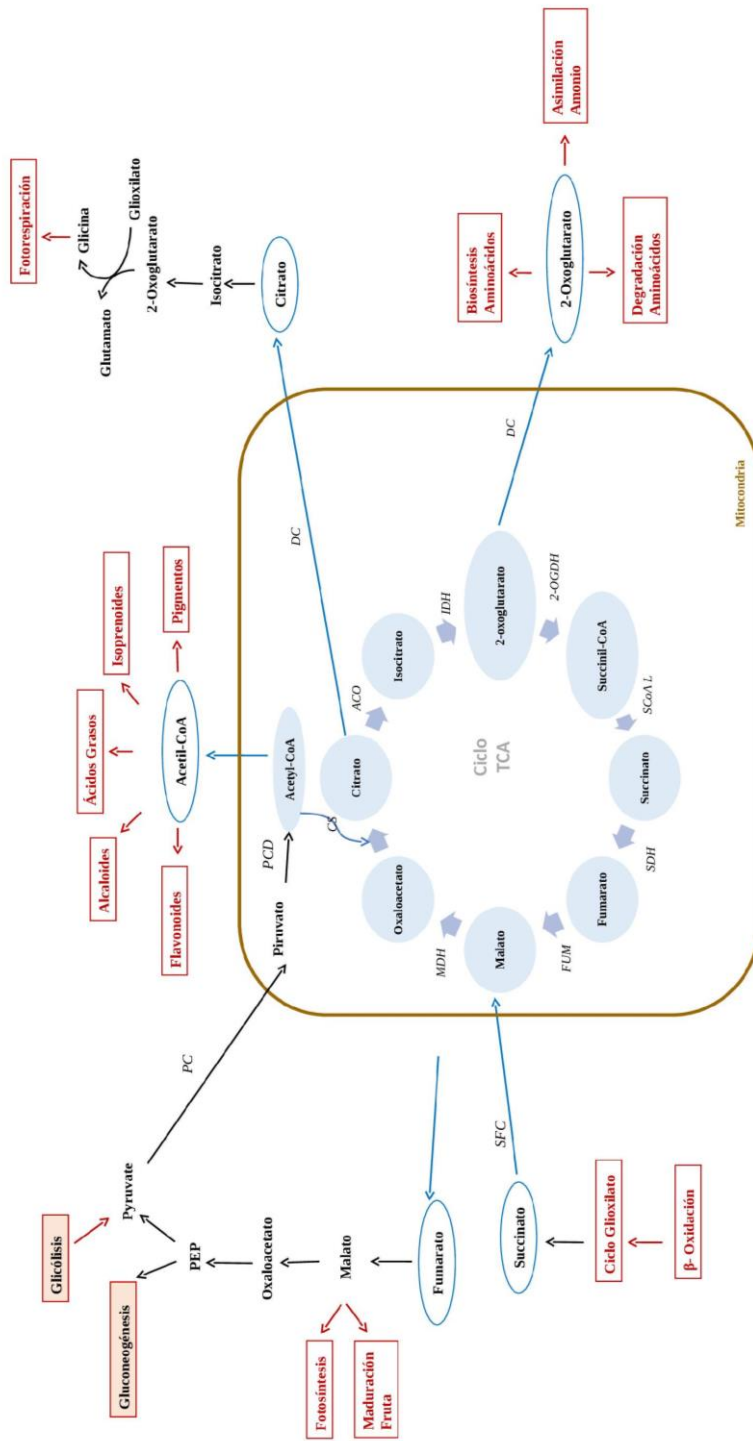 Glicólisis
Gluconeogénesis
Pyruvate
PEP
Oxaloacetato
Malato
Fotosíntesis
Maduración
Fruta
Fumarato
Succinato
Ciclo Glioxilato
β- Oxidación
PC
SFC
Alcaloides
Ácidos Grasos
Isoprenoides
Flavonoides
Acetil-CoA
Pigmentos
Piruvato
PCD
Acetyl-CoA
CS
Citrato
ACO
Isocitrato
IDH
2-oxoglutarato
2-OGDH
Succinil-CoA
SCoA L
Succinato
SDH
Fumarato
FUM
Malato
MDH
Oxaloacetato
Ciclo
TCA
DC
DC
Mitocondria
Fotorespiración
Glicina
Glioxilato
Glutamato
2-Oxoglutarato
Isocitrato
Citrato
Biosíntesis
Aminoácidos
2-Oxoglutarato
Asimilación
Amonio
Degradación
Aminoácidos